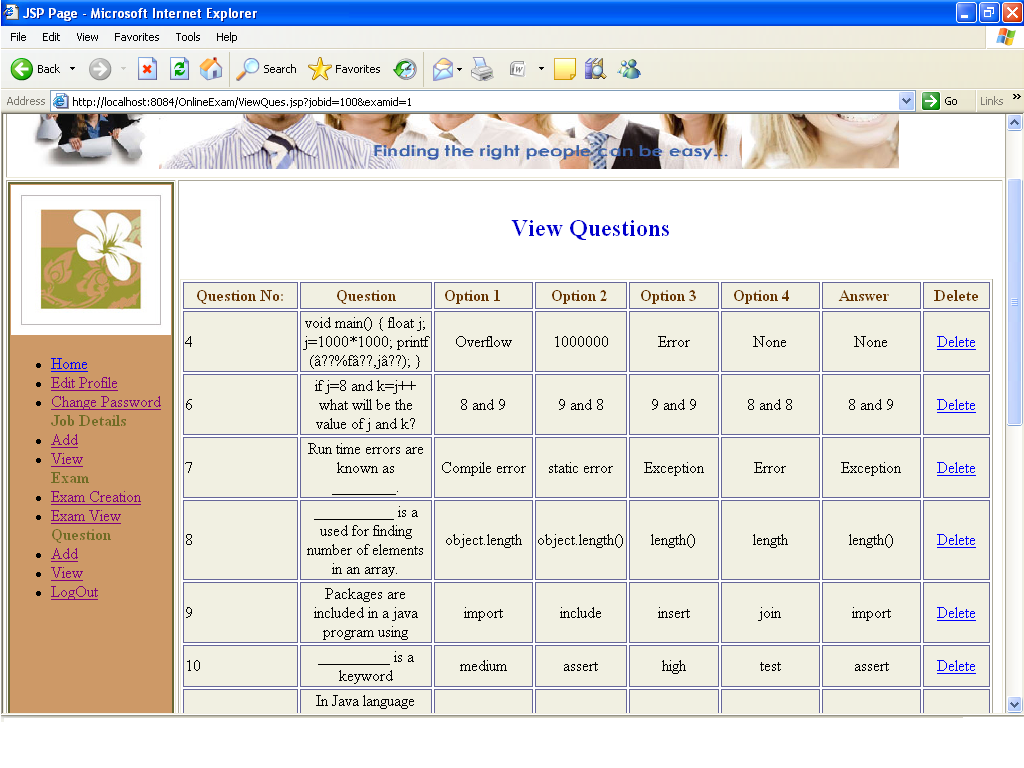 JSP Page - Microsoft Internet Explorer
File Edit View Favorites Tools Help
Back Search Favorites
Address http://localhost:8084/OnlineExam/ViewQues.jsp?jobid=100&examid=1 Go Links »
Finding the right people can be easy...
View Questions
Home
Edit Profile
Change Password
Job Details
Add
View
Exam
Exam Creation
Exam View
Question
Add
View
LogOut
Question No: Question Option 1 Option 2 Option 3 Option 4 Answer Delete
void main() { float j;
4 j=1000*1000; printf Overflow 1000000 Error None None Delete
(â??%fâ??,jâ??); }
if j=8 and k=j++
6 what will be the 8 and 9 9 and 8 9 and 9 8 and 8 8 and 9 Delete
value of j and k?
Run time errors are
7 known as Compile error static error Exception Error Exception Delete
_________.
___________ is a
used for finding
8 number of elements object.length object.length() length() length length() Delete
in an array.
Packages are
9 included in a java import include insert join import Delete
program using
__________ is a
10 keyword medium assert high test assert Delete
In Java language